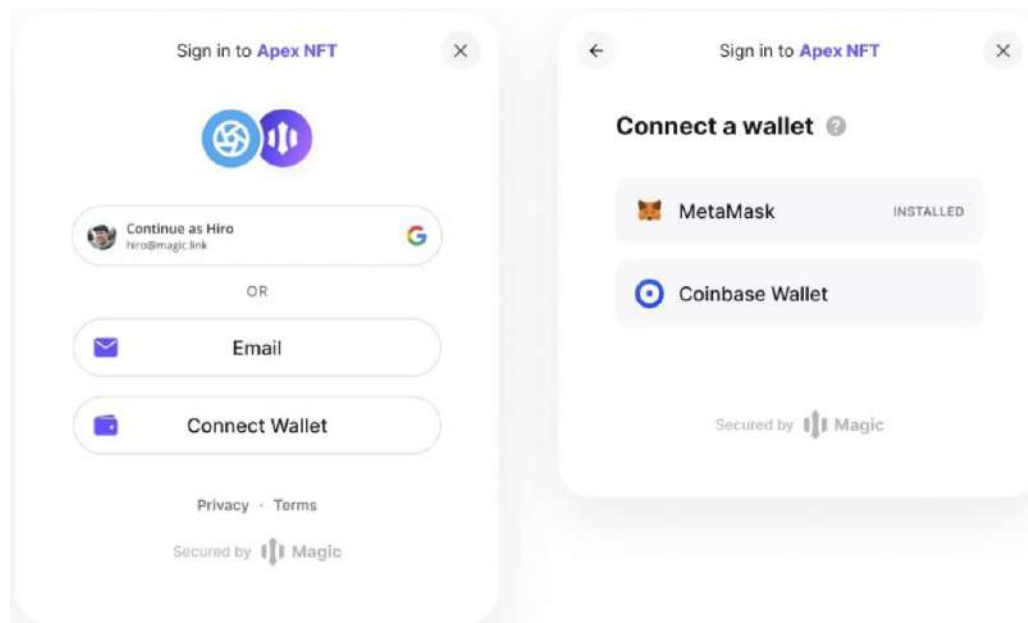 Sign in to Apex NFT
Continue as Hiro
hiro@magic.link
OR
Email
Connect Wallet
Privacy · Terms
Secured by Magic
Sign in to Apex NFT
Connect a wallet
MetaMask INSTALLED
Coinbase Wallet
Secured by Magic